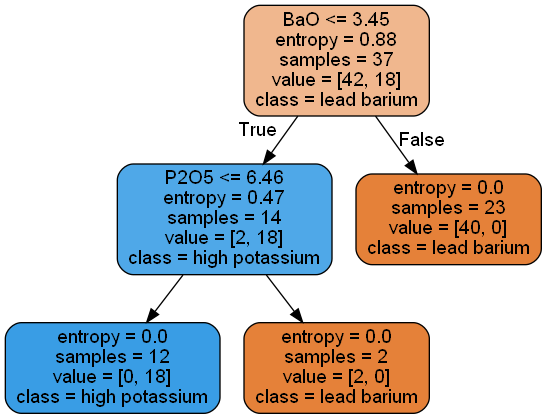 BaO <= 3.45
entropy = 0.88
samples = 37
value = [42, 18]
class = lead barium
True
False
P2O5 <= 6.46
entropy = 0.47
samples = 14
value = [2, 18]
class = high potassium
entropy = 0.0
samples = 23
value = [40, 0]
class = lead barium
entropy = 0.0
samples = 12
value = [0, 18]
class = high potassium
entropy = 0.0
samples = 2
value = [2, 0]
class = lead barium